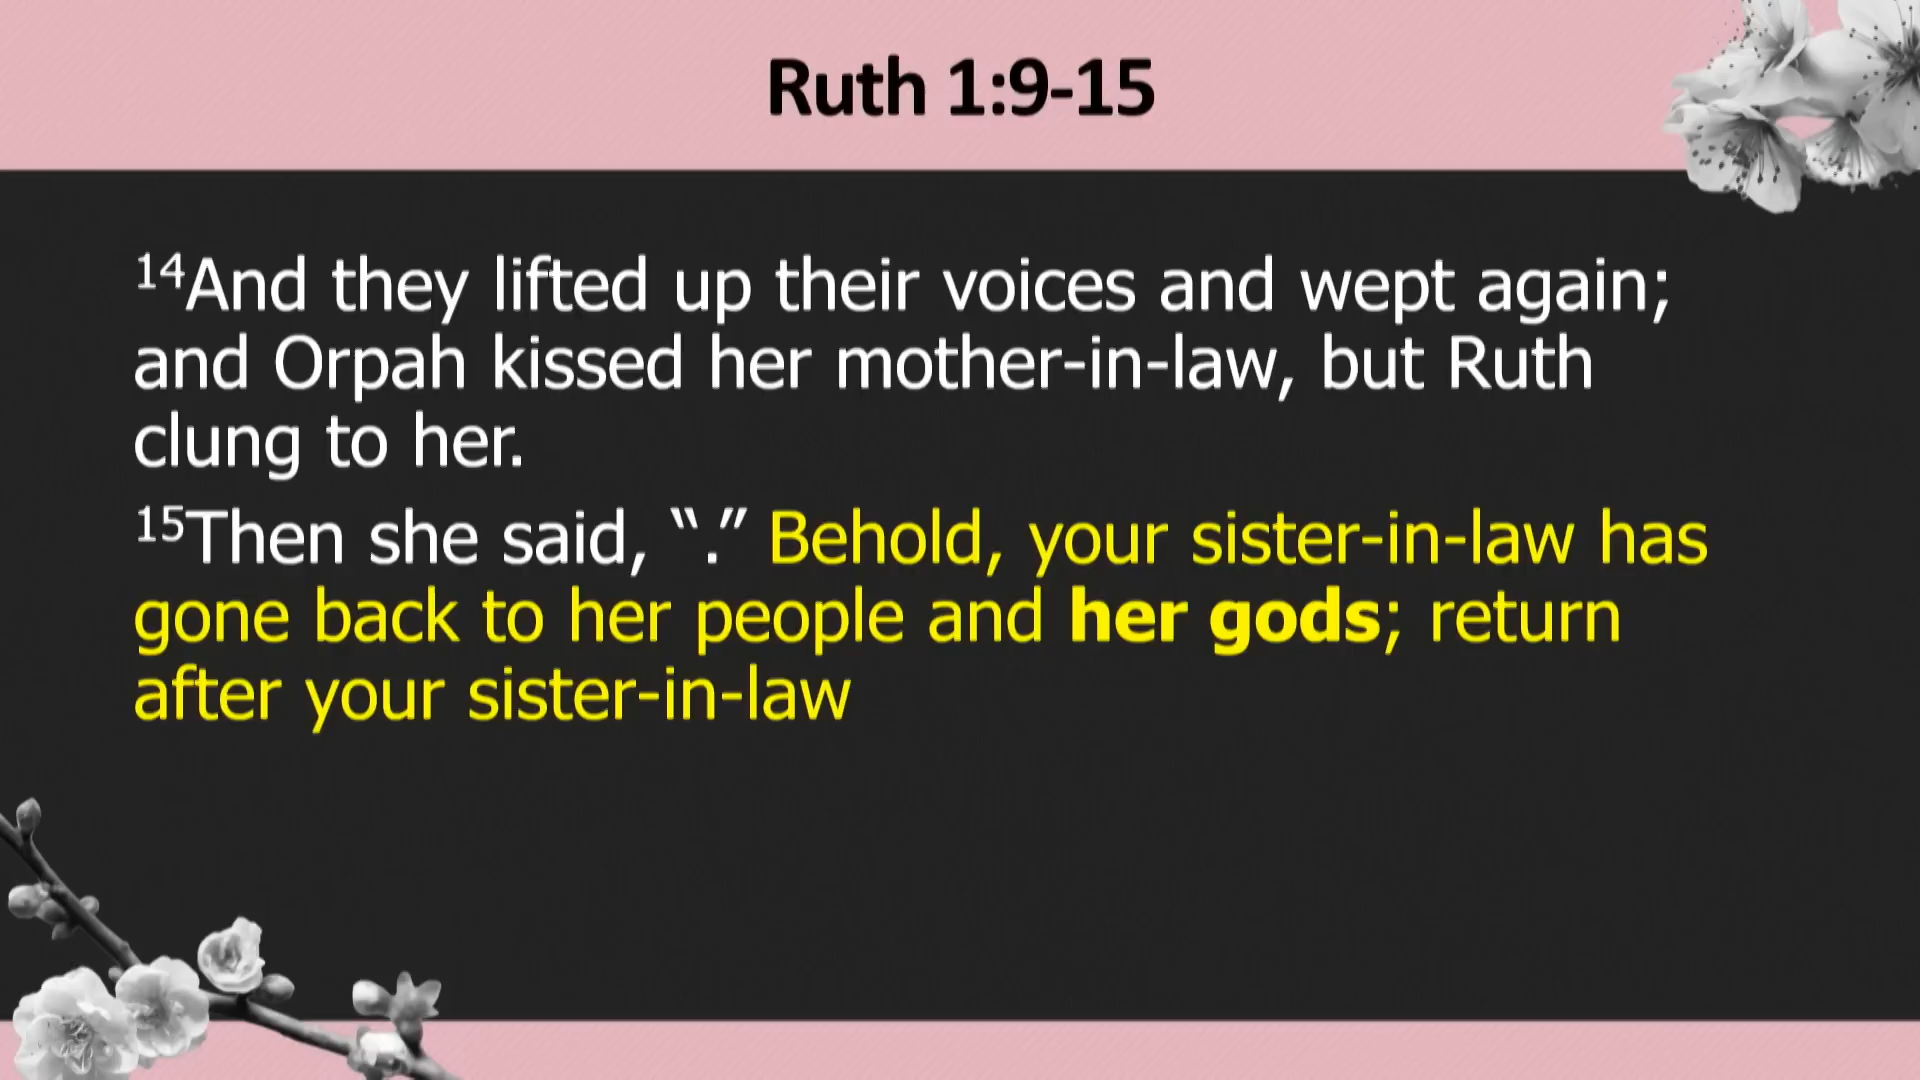 Ruth 1:9-15
14And they lifted up their voices and wept again;
and Orpah kissed her mother-in-law, but Ruth
clung to her.
15Then she said, “.” Behold, your sister-in-law has
gone back to her people and her gods; return
after your sister-in-law